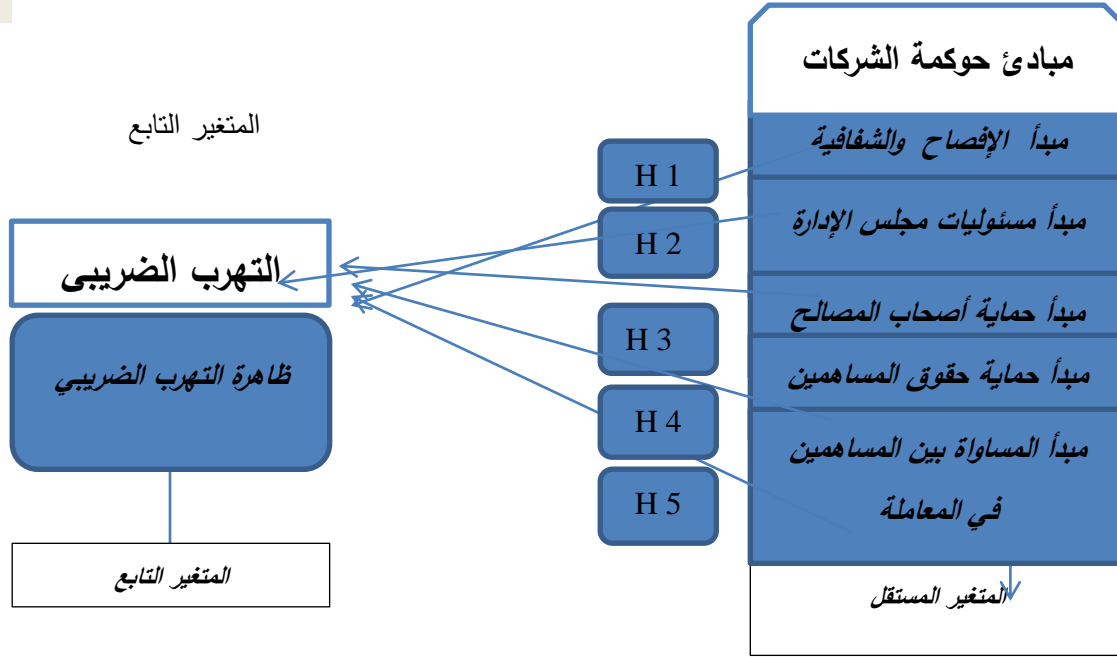 مبادئ حوكمة الشركات
المتغير التابع
مبدأ الإفصاح والشفافية
H 1
مبدأ مسئوليات مجلس الإدارة
H 2
التهرب الضريبى
مبدأ حماية أصحاب المصالح
H 3
ظاهرة التهرب الضريبي
مبدأ حماية حقوق المساهمين
H 4
مبدأ المساواة بين المساهمين
في المعاملة
H 5
المتغير المستقل
المتغير التابع